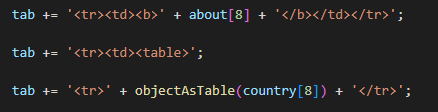 tab += '<tr><td><b>' + about[8] + '</b></td></tr>';
tab += '<tr><td><table>';
tab += '<tr>' + objectAsTable(country[8]) + '</tr>';